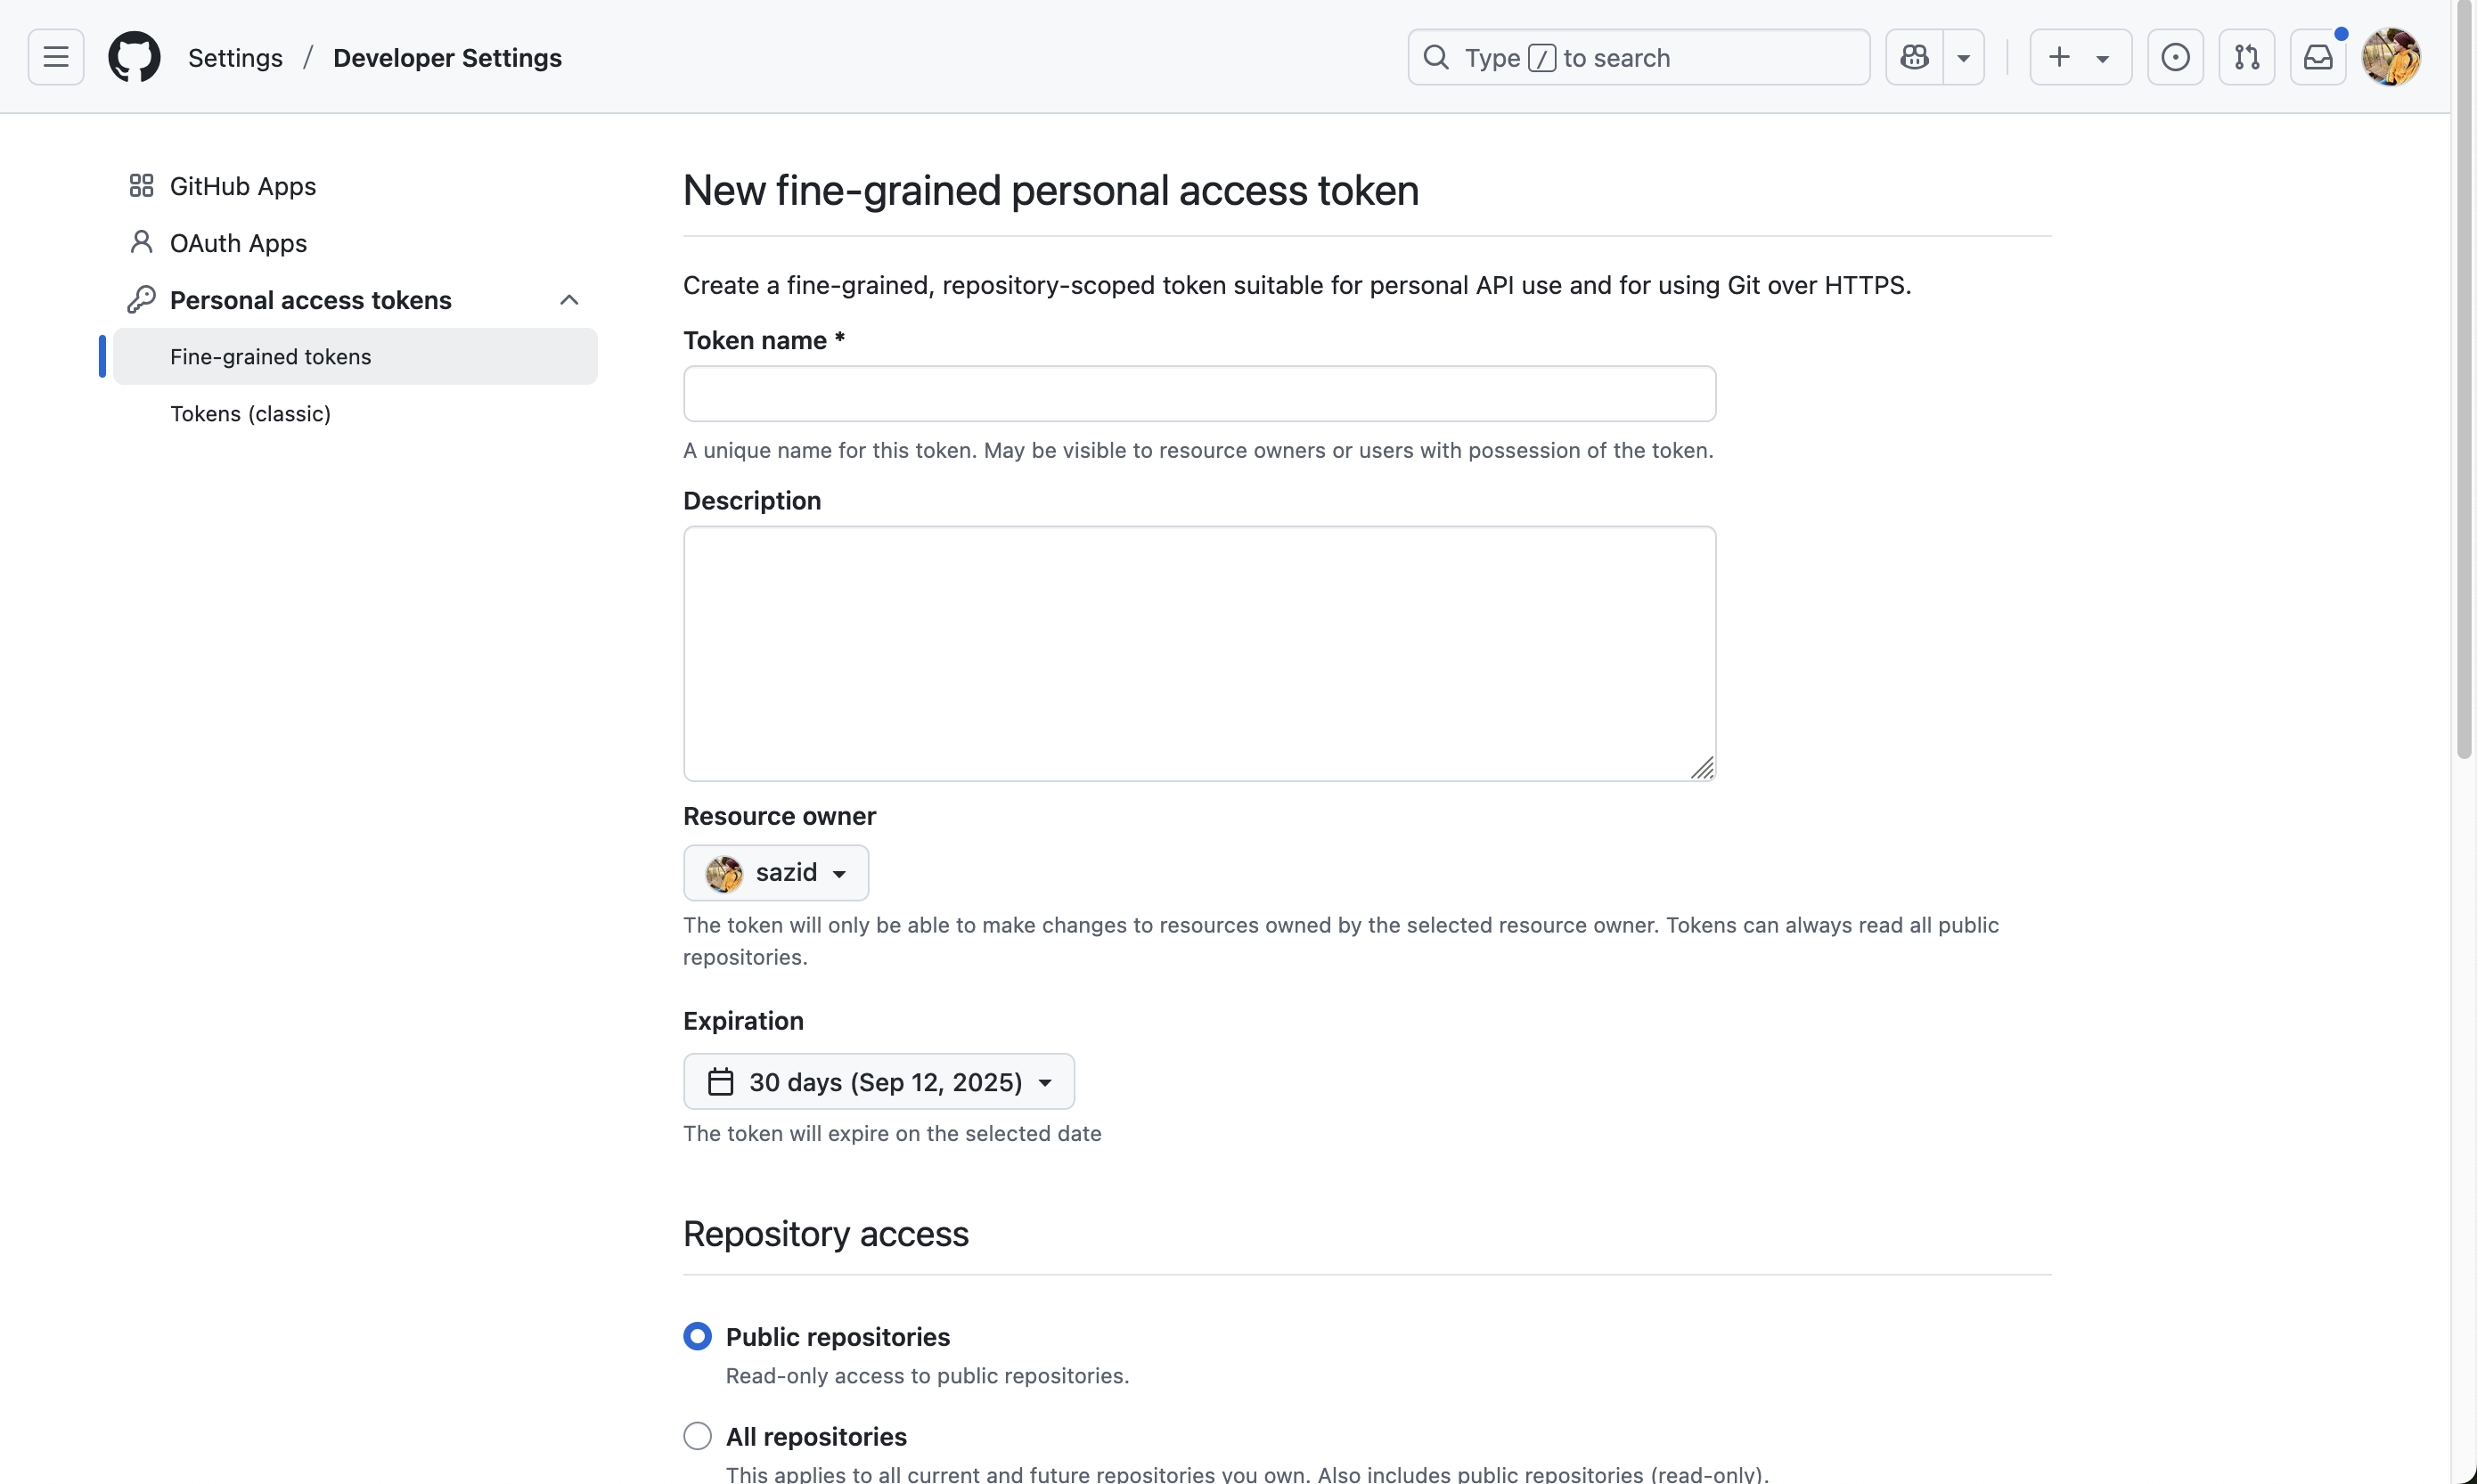 Settings / Developer Settings
Type / to search
GitHub Apps
OAuth Apps
Personal access tokens
Fine-grained tokens
Tokens (classic)
New fine-grained personal access token
Create a fine-grained, repository-scoped token suitable for personal API use and for using Git over HTTPS.
Token name *
A unique name for this token. May be visible to resource owners or users with possession of the token.
Description
Resource owner
sazid
The token will only be able to make changes to resources owned by the selected resource owner. Tokens can always read all public
repositories.
Expiration
30 days (Sep 12, 2025)
The token will expire on the selected date
Repository access
Public repositories
Read-only access to public repositories.
All repositories
This applies to all current and future repositories you own. Also includes public repositories (read-only).